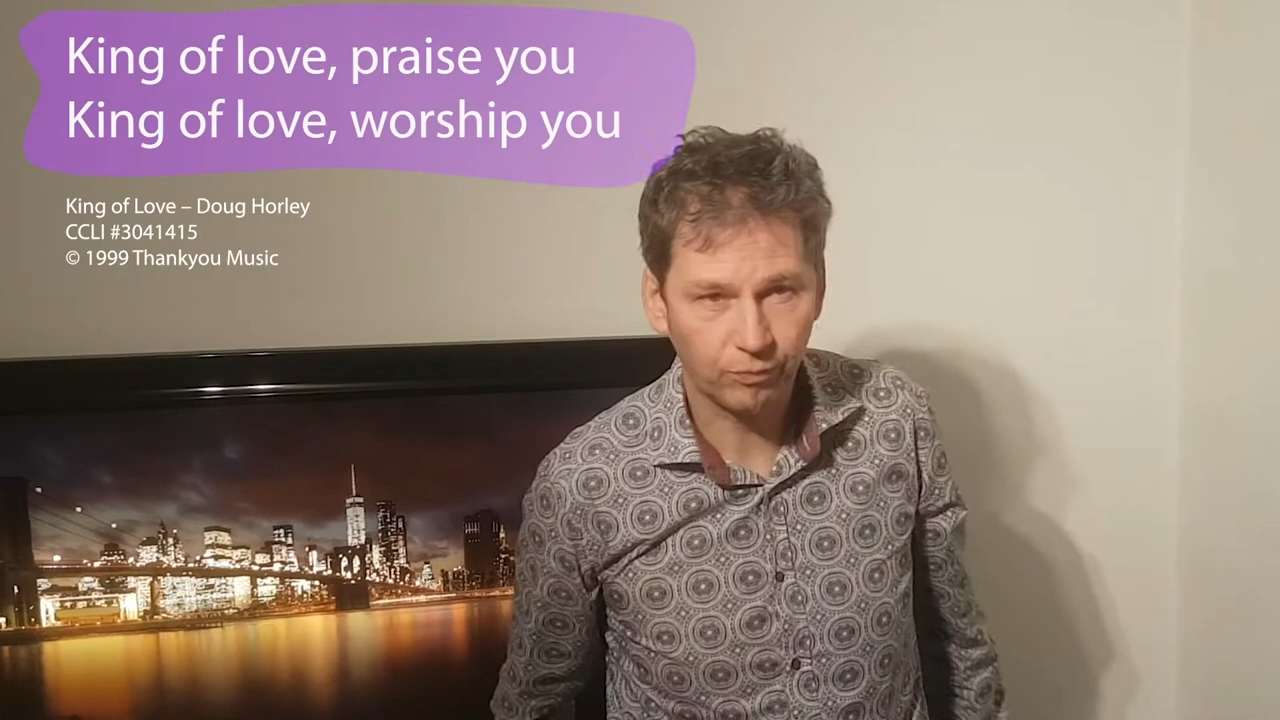 King of love, praise you
King of love, worship you
King of Love – Doug Horley
CCLI #3041415
© 1999 Thankyou Music